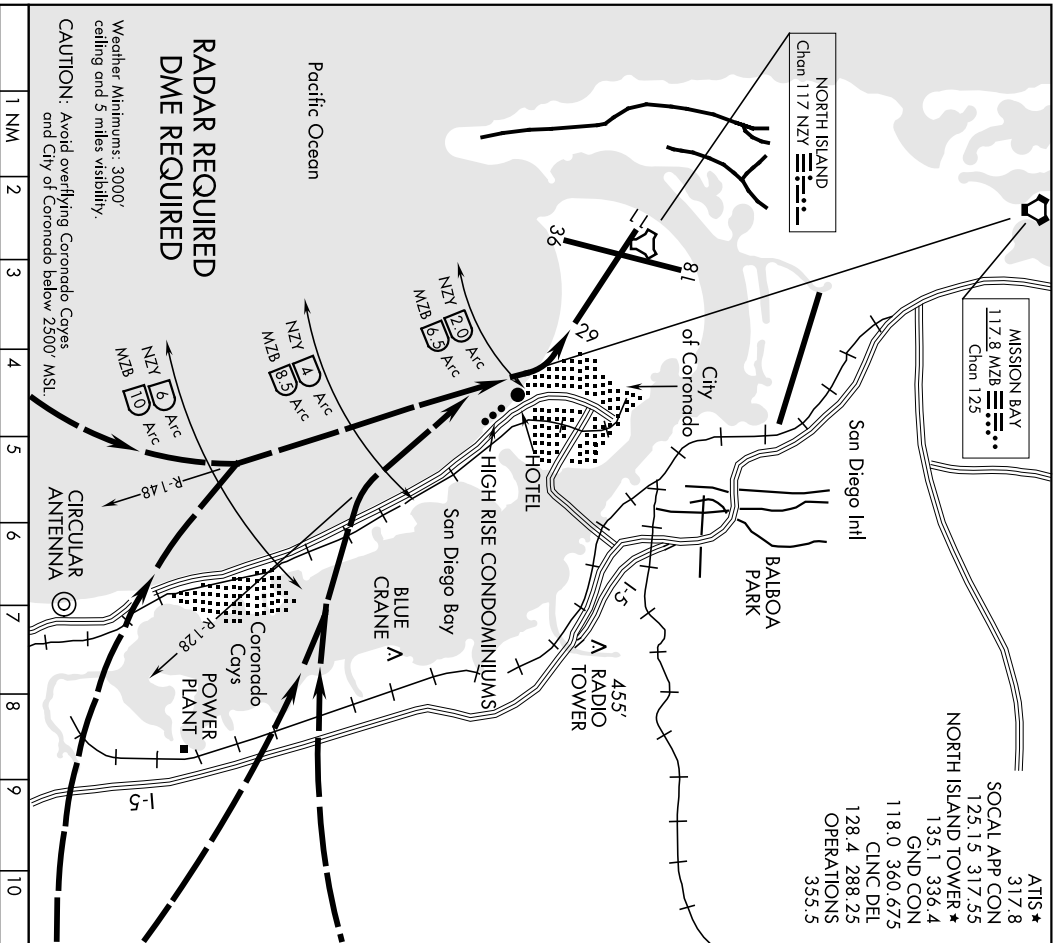 ATIS★
317.8
SOCAL APP CON
125.15 317.55
NORTH ISLAND TOWER★
135.1 336.4
GND CON
118.0 360.675
CLNC DEL
128.4 288.25
OPERATIONS
355.5
MISSION BAY
117.8 MZB
Chan 125
San Diego Intl
BALBOA
PARK
NORTH ISLAND
Chan 117 NZY
11
29
18
36
City
of Coronado
I-5
455'
RADIO
TOWER
HOTEL
HIGH RISE CONDOMINIUMS
San Diego Bay
BLUE
CRANE
NZY 2.0 Arc
MZB 6.5 Arc
NZY 4 Arc
MZB 8.5 Arc
NZY 6 Arc
MZB 10 Arc
Coronado
Cays
POWER
PLANT
R-128
R-148
I-5
CIRCULAR
ANTENNA
Pacific Ocean
RADAR REQUIRED
DME REQUIRED
Weather Minimums: 3000'
ceiling and 5 miles visibility.
CAUTION: Avoid overflying Coronado Cayes
and City of Coronado below 2500' MSL.
1 NM 2 3 4 5 6 7 8 9 10